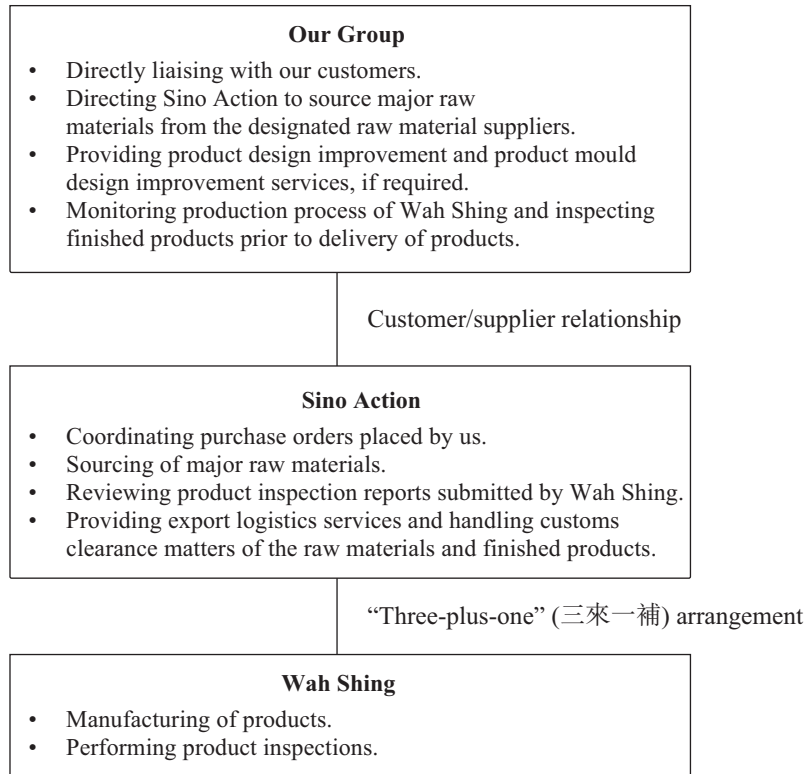 Our Group
• Directly liaising with our customers.
• Directing Sino Action to source major raw
materials from the designated raw material suppliers.
• Providing product design improvement and product mould
design improvement services, if required.
• Monitoring production process of Wah Shing and inspecting
finished products prior to delivery of products.
Customer/supplier relationship
Sino Action
• Coordinating purchase orders placed by us.
• Sourcing of major raw materials.
• Reviewing product inspection reports submitted by Wah Shing.
• Providing export logistics services and handling customs
clearance matters of the raw materials and finished products.
“Three-plus-one” (三來一補) arrangement
Wah Shing
• Manufacturing of products.
• Performing product inspections.